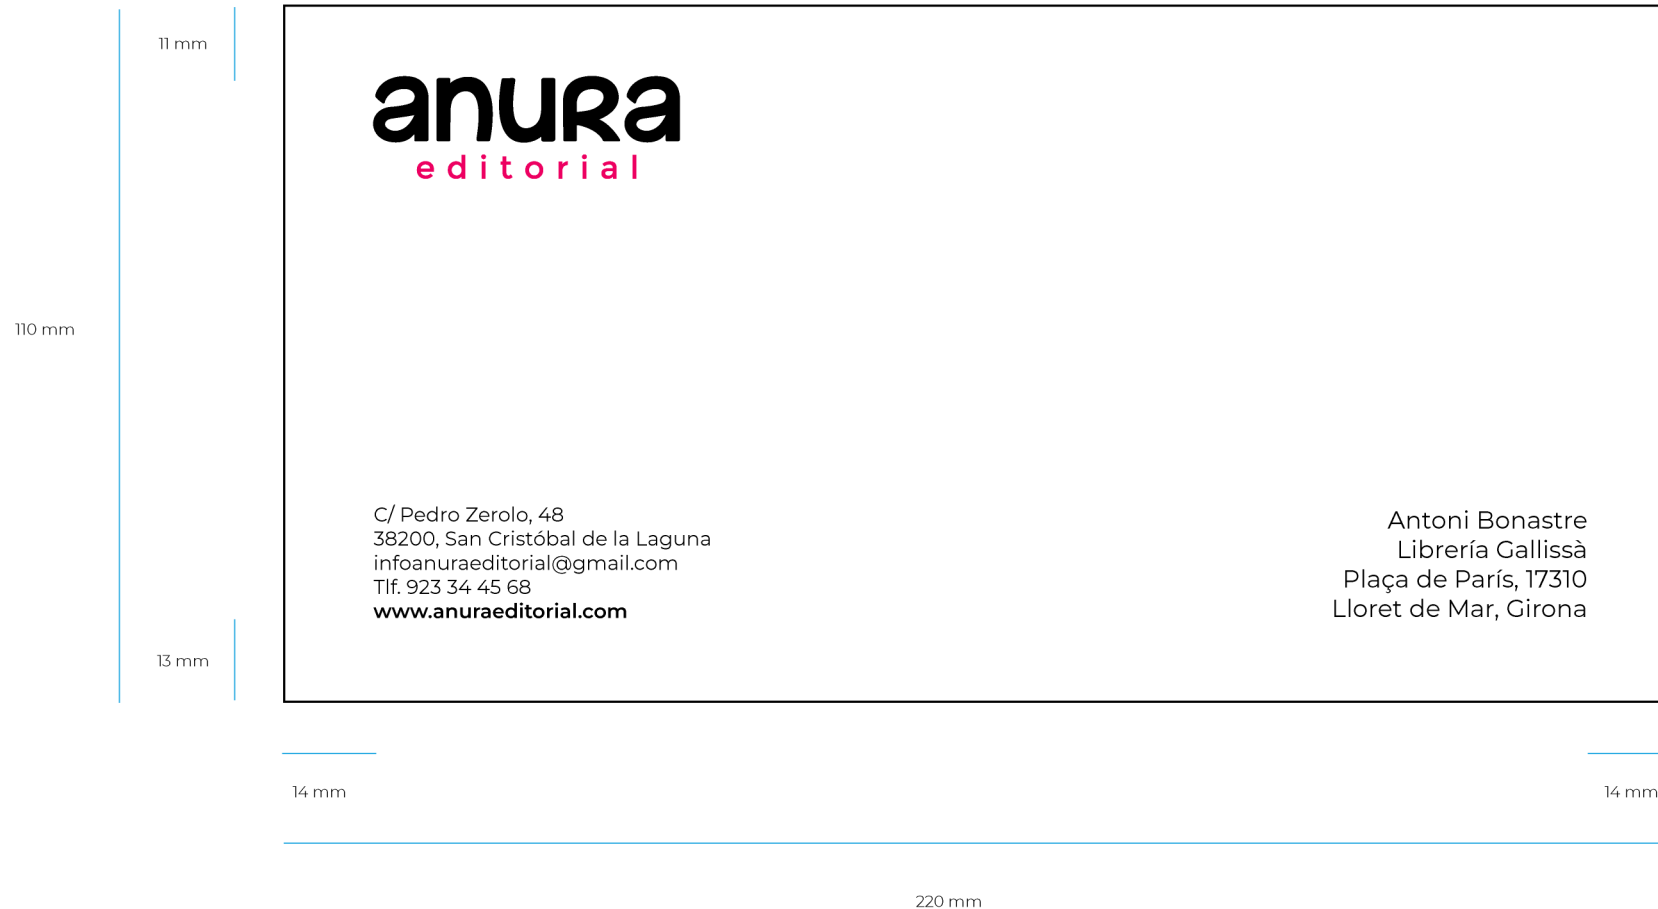 11 mm
anura
editorial
110 mm
C/ Pedro Zerolo, 48
38200, San Cristóbal de la Laguna
infoanuraeditorial@gmail.com
Tlf. 923 34 45 68
www.anuraeditorial.com
Antoni Bonastre
Librería Gallissà
Plaça de París, 17310
Lloret de Mar, Girona
13 mm
14 mm
14 mm
220 mm